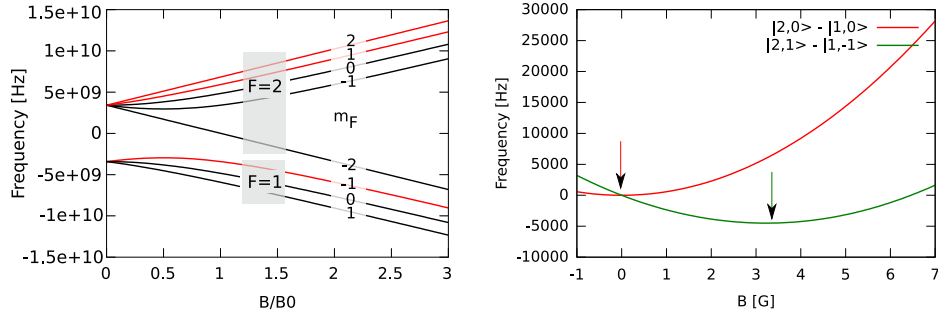 1.5e+10
1e+10
5e+09
0
-5e+09
-1e+10
-1.5e+10
Frequency [Hz]
0 0.5 1 1.5 2 2.5 3
B/B0
F=2
F=1
m_F
2
1
0
-1
-2
-1
0
1
30000
25000
20000
15000
10000
5000
0
-5000
-10000
Frequency [Hz]
-1 0 1 2 3 4 5 6 7
B [G]
|2,0> - |1,0>
|2,1> - |1,-1>